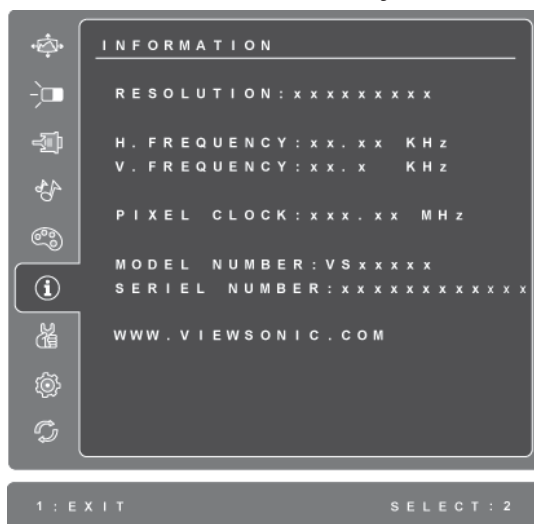 INFORMATION
RESOLUTION:xxxxxxxxx
H. FREQUENCY:xx.xx KHz
V. FREQUENCY:xx.x KHz
PIXEL CLOCK:xxx.xx MHz
MODEL NUMBER:VSxxxxx
SERIEL NUMBER:xxxxxxxxxxxx
WWW.VIEWSONIC.COM
1:EXIT SELECT:2